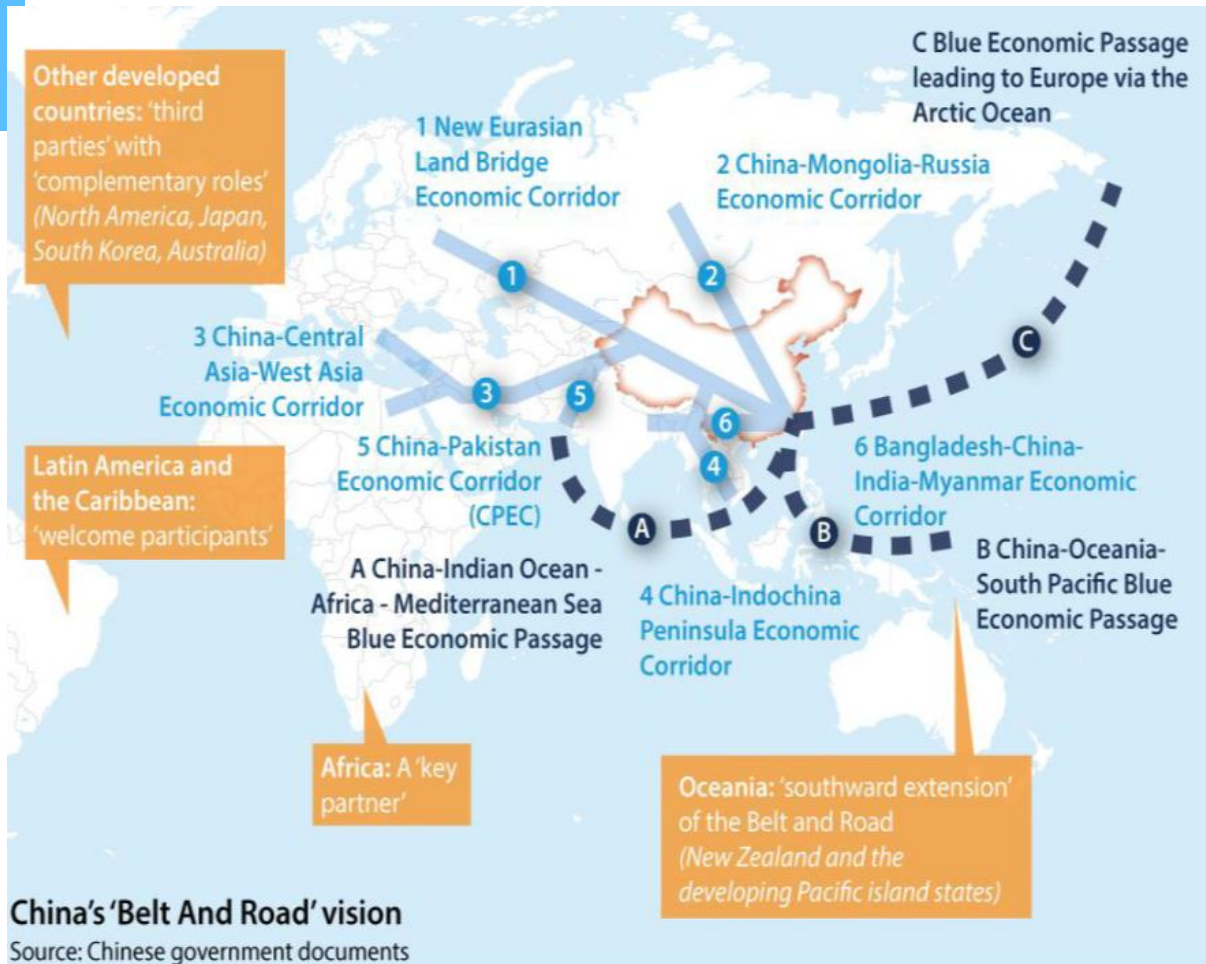 Other developed
countries: 'third
parties' with
'complementary roles'
(North America, Japan,
South Korea, Australia)
C Blue Economic Passage
leading to Europe via the
Arctic Ocean
1 New Eurasian
Land Bridge
Economic Corridor
2 China-Mongolia-Russia
Economic Corridor
1
2
3 China-Central
Asia-West Asia
Economic Corridor
C
3
5
6
4
Latin America and
the Caribbean:
'welcome participants'
5 China-Pakistan
Economic Corridor
(CPEC)
6 Bangladesh-China-
India-Myanmar Economic
Corridor
A
B
A China-Indian Ocean -
Africa - Mediterranean Sea
Blue Economic Passage
4 China-Indochina
Peninsula Economic
Corridor
B China-Oceania-
South Pacific Blue
Economic Passage
Africa: A 'key
partner'
Oceania: 'southward extension'
of the Belt and Road
(New Zealand and the
developing Pacific island states)
China's 'Belt And Road' vision
Source: Chinese government documents